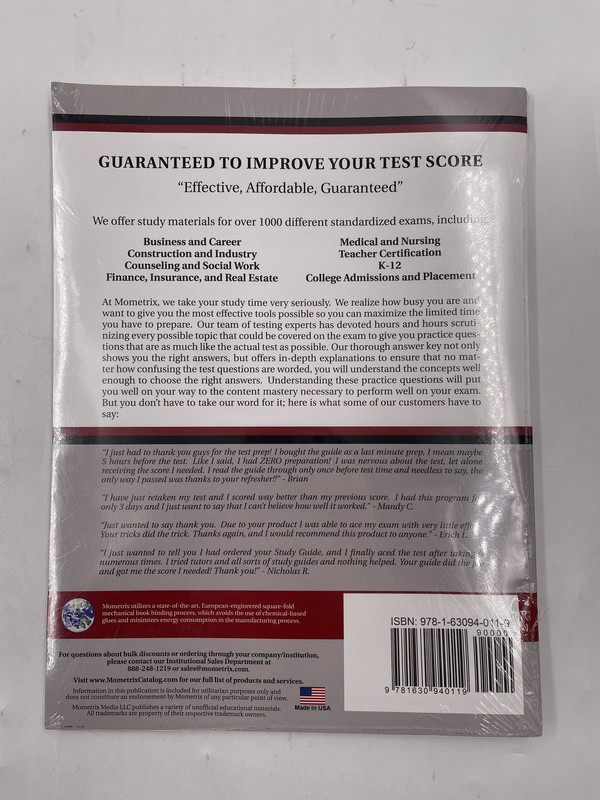 GUARANTEED TO IMPROVE YOUR TEST SCORE
“Effective, Affordable, Guaranteed”
We offer study materials for over 1000 different standardized exams, including:
Business and Career
Construction and Industry
Counseling and Social Work
Finance, Insurance, and Real Estate
Medical and Nursing
Teacher Certification
K-12
College Admissions and Placement
At Mometrix, we take your study time very seriously. We realize how busy you are and
want to give you the most effective tools possible so you can maximize the limited time
you have to prepare. Our team of testing experts has devoted hours and hours scruti-
nizing every possible topic that could be covered on the exam to give you practice ques-
tions that are as much like the actual test as possible. Our thorough answer key not only
shows you the right answers, but offers in-depth explanations to ensure that no mat-
ter how confusing the test questions are worded, you will understand the concepts well
enough to choose the right answers. Understanding these practice questions will put
you well on your way to the content mastery necessary to perform well on your exam.
But you don't have to take our word for it; here is what some of our customers have to
say:
“I just had to thank you guys for the test prep! I bought the guide as a last minute prep, I mean maybe
5 hours before the test. Like I said, I had ZERO preparation! I was nervous about the test, let alone
receiving the score I needed. I read the guide through only once before test time and needless to say, the
only way I passed was thanks to your refresher!!” - Brian
“I have just retaken my test and I scored way better than my previous score. I had this program for
only 3 days and I just want to say that I can't believe how well it worked.” - Mandy C.
“Just wanted to say thank you. Due to your product I was able to ace my exam with very little effort.
Your tricks did the trick. Thanks again, and I would recommend this product to anyone.” - Erich L.
“I just wanted to tell you I had ordered your Study Guide, and I finally aced the test after taking it
numerous times. I tried tutors and all sorts of study guides and nothing helped. Your guide did the job
and got me the score I needed! Thank you!” - Nicholas R.
Mometrix utilizes a state-of-the-art, European-engineered square-fold
mechanical book binding process, which avoids the use of chemical-based
glues and minimizes energy consumption in the manufacturing process.
For questions about bulk discounts or ordering through your company/institution,
please contact our Institutional Sales Department at
888-248-1219 or sales@mometrix.com.
Visit www.MometrixCatalog.com for our full list of products and services.
Information in this publication is included for utilitarian purposes only and
does not constitute an endorsement by Mometrix of any particular point of view.
Mometrix Media LLC publishes a variety of unofficial educational materials.
All trademarks are property of their respective trademark owners.
Made in USA
ISBN: 978-1-63094-011-9
90000
9 781630 940119